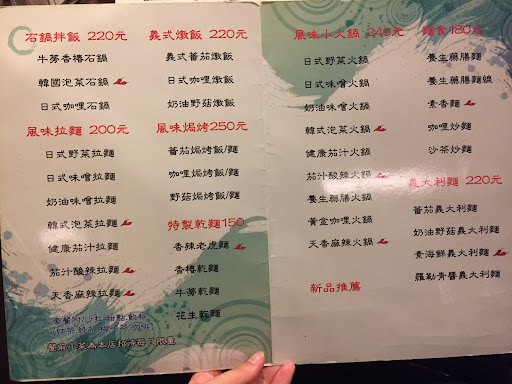 石鍋拌飯 220元
牛蒡香椿石鍋
韓國泡菜石鍋
日式咖哩石鍋
風味拉麵 200元
日式野菜拉麵
日式味噌拉麵
奶油味噌拉麵
韓式泡菜拉麵
健康茄汁拉麵
茄汁酸辣拉麵
天香麻辣拉麵
義式燉飯 220元
義式蕃茄燉飯
日式咖哩燉飯
奶油野菇燉飯
風味焗烤250元
蕃茄焗烤飯/麵
咖哩焗烤飯/麵
野菇焗烤飯/麵
特製乾麵150
香辣老虎麵
香椿乾麵
牛蒡乾麵
花生乾麵
風味小火鍋 240元
日式野菜火鍋
日式味噌火鍋
奶油味噌火鍋
韓式泡菜火鍋
健康茄汁火鍋
茄汁酸辣火鍋
養生藥膳火鍋
黃金咖哩火鍋
天香麻辣火鍋
新品推薦
麵食180元
養生藥膳麵
養生藥膳麵線
素香麵
咖哩炒麵
沙茶炒麵
義大利麵 220元
蕃茄義大利麵
奶油野菇義大利麵
素海鮮義大利麵
羅勒青醬義大利麵